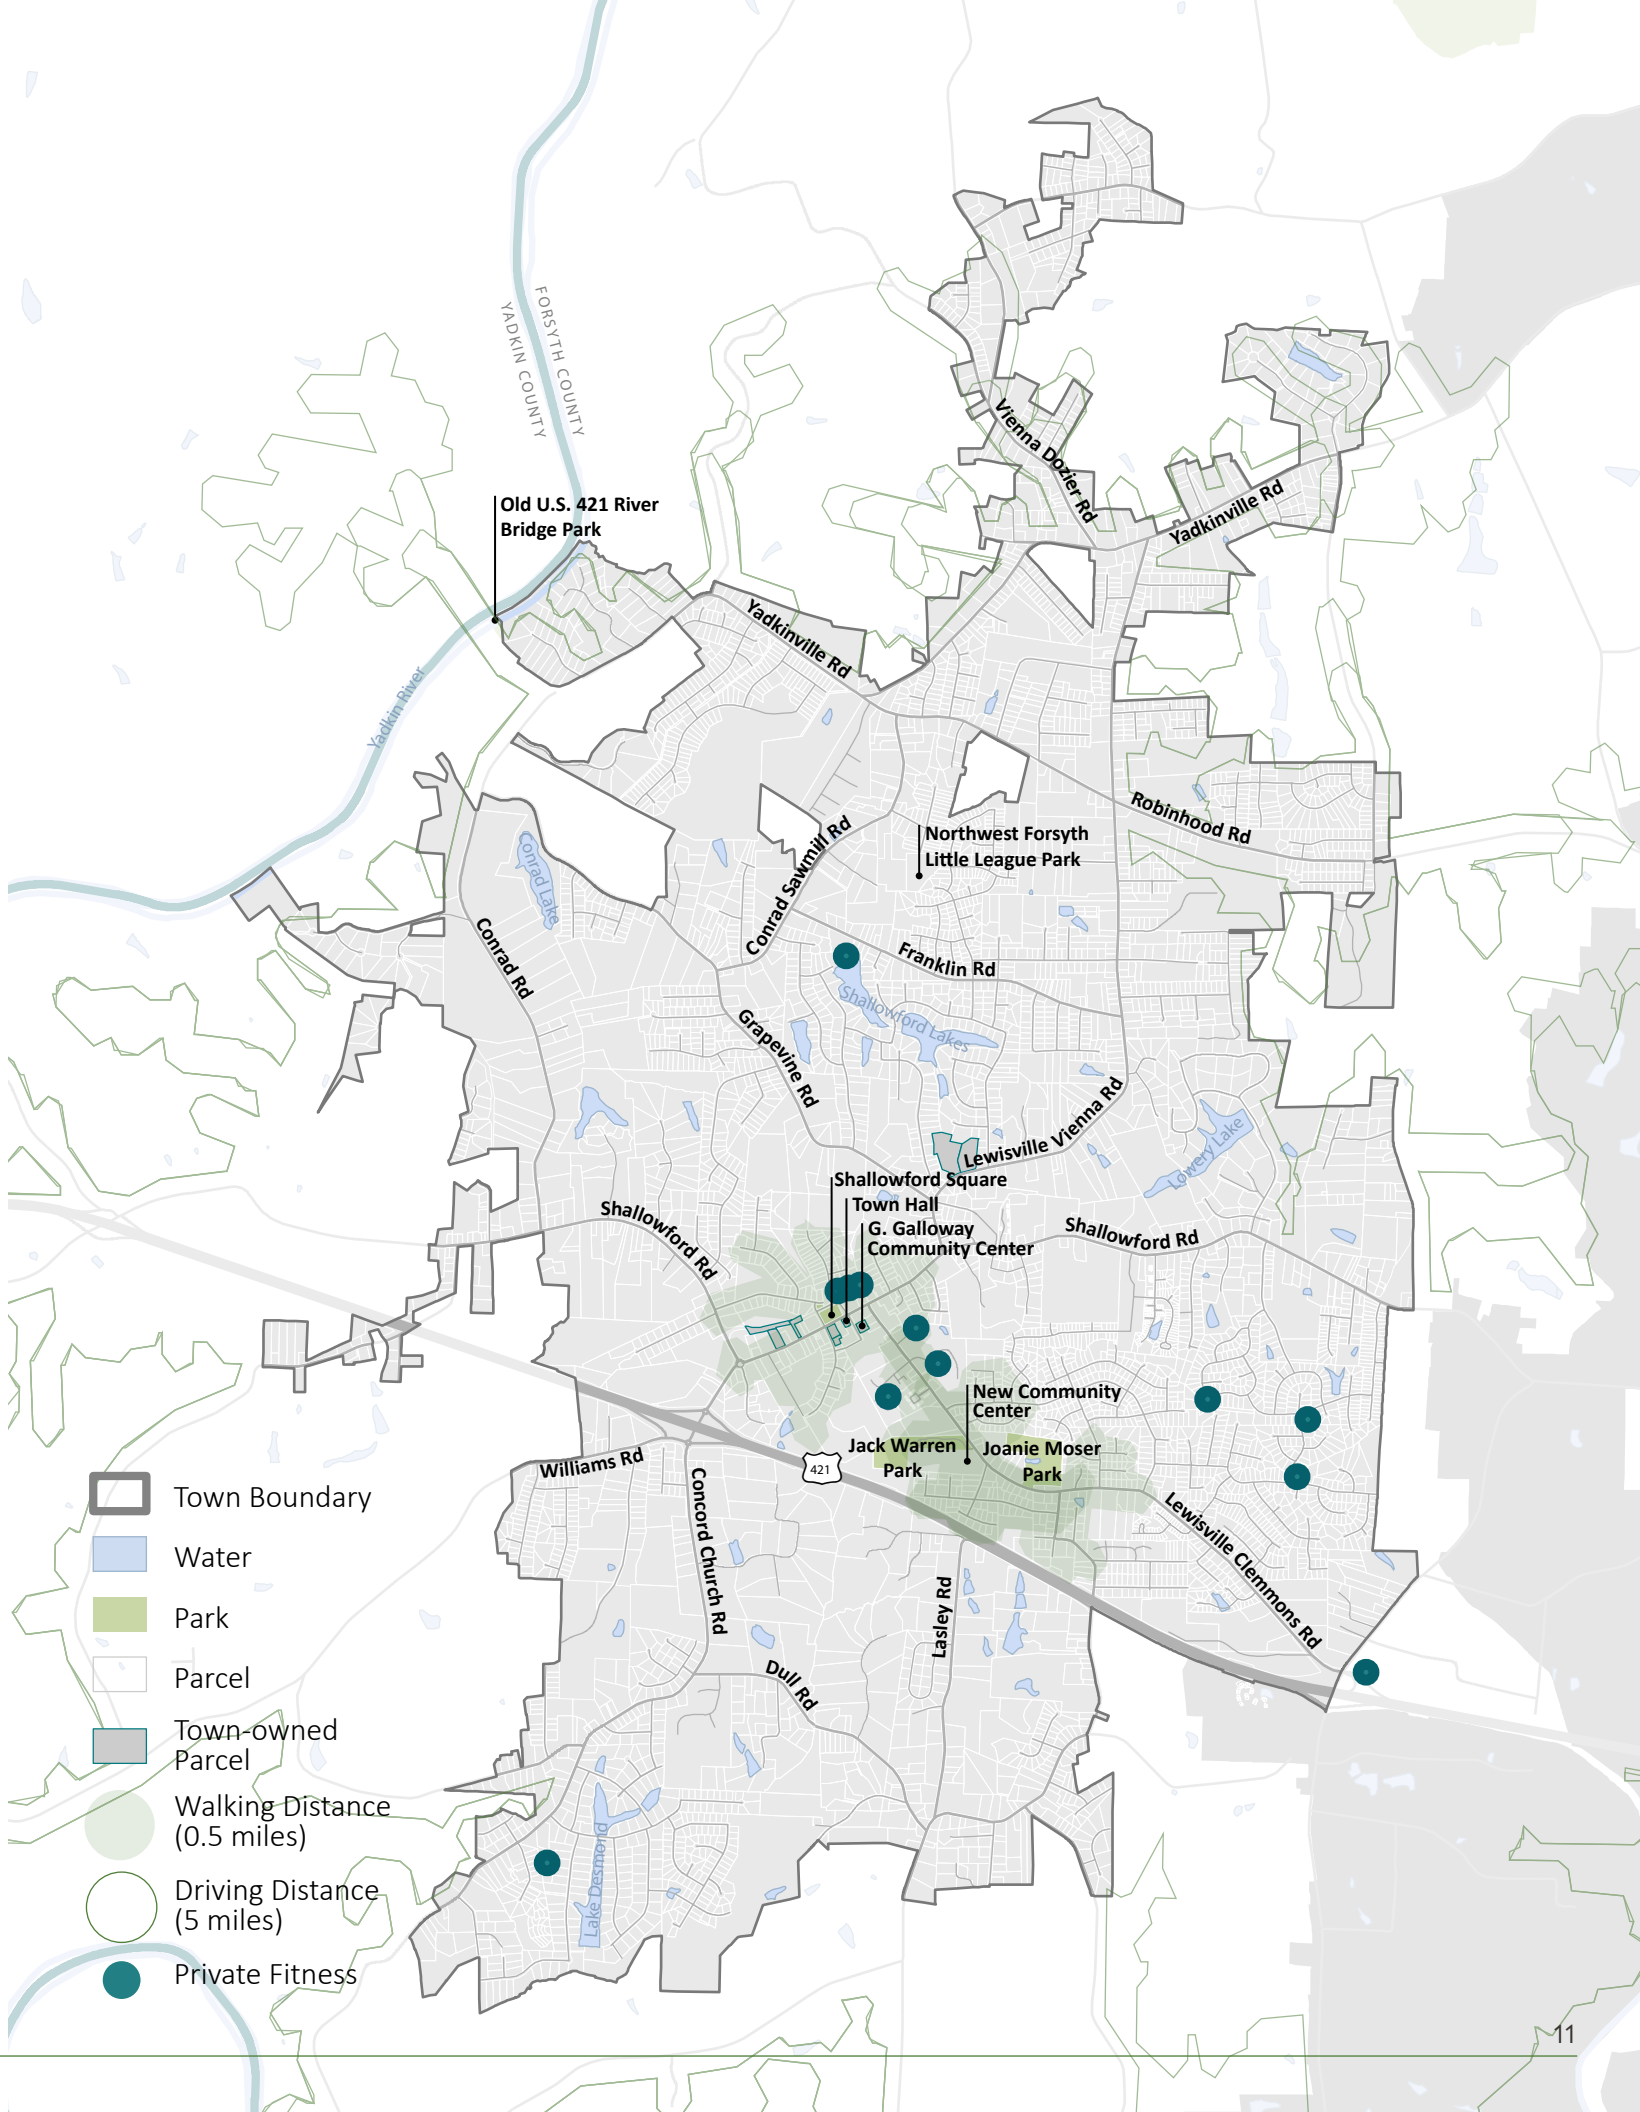 FORSYTH COUNTY
YADKIN COUNTY
Vienna Dozier Rd
Yadkinville Rd
Old U.S. 421 River
Bridge Park
Yadkinville Rd
Yadkin River
Robinhood Rd
Northwest Forsyth
Little League Park
Conrad Sawmill Rd
Conrad Lake
Conrad Rd
Franklin Rd
Shallowford Lakes
Grapevine Rd
Lewisville Vienna Rd
Lowery Lake
Shallowford Square
Town Hall
G. Galloway
Community Center
Shallowford Rd
Shallowford Rd
New Community
Center
Jack Warren
Park
Joanie Moser
Park
421
Williams Rd
Concord Church Rd
Lewisville Clemmons Rd
Lasley Rd
Dull Rd
Lake Desmond
Town Boundary
Water
Park
Parcel
Town-owned
Parcel
Walking Distance
(0.5 miles)
Driving Distance
(5 miles)
Private Fitness
11